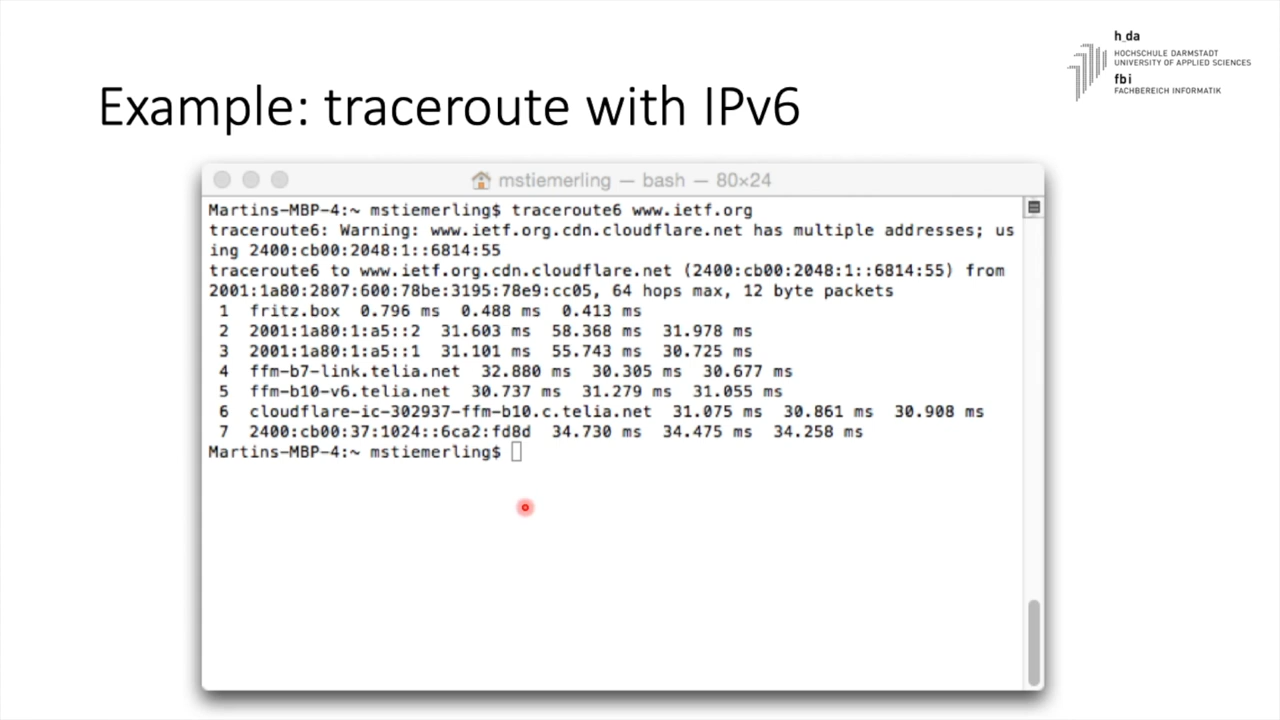 h_da
HOCHSCHULE DARMSTADT
UNIVERSITY OF APPLIED SCIENCES
fbi
FACHBEREICH INFORMATIK
Example: traceroute with IPv6
mstiemerling — bash — 80×24
Martins-MBP-4:~ mstiemerling$ traceroute6 www.ietf.org
traceroute6: Warning: www.ietf.org.cdn.cloudflare.net has multiple addresses; us
ing 2400:cb00:2048:1::6814:55
traceroute6 to www.ietf.org.cdn.cloudflare.net (2400:cb00:2048:1::6814:55) from
2001:1a80:2807:600:78be:3195:78e9:cc05, 64 hops max, 12 byte packets
1 fritz.box 0.796 ms 0.488 ms 0.413 ms
2 2001:1a80:1:a5::2 31.603 ms 58.368 ms 31.978 ms
3 2001:1a80:1:a5::1 31.101 ms 55.743 ms 30.725 ms
4 ffm-b7-link.telia.net 32.880 ms 30.305 ms 30.677 ms
5 ffm-b10-v6.telia.net 30.737 ms 31.279 ms 31.055 ms
6 cloudflare-ic-302937-ffm-b10.c.telia.net 31.075 ms 30.861 ms 30.908 ms
7 2400:cb00:37:1024::6ca2:fd8d 34.730 ms 34.475 ms 34.258 ms
Martins-MBP-4:~ mstiemerling$